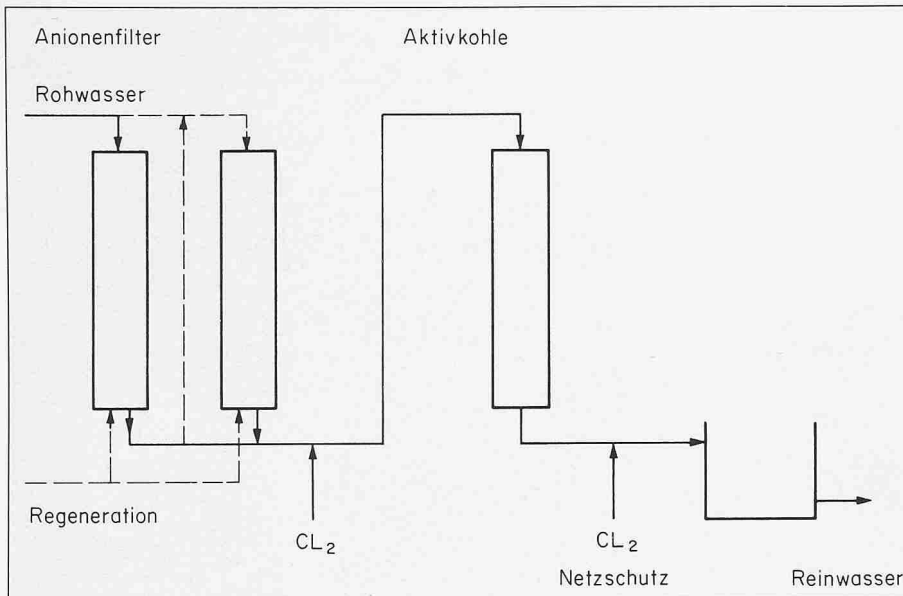 Anionenfilter
Aktivkohle
Rohwasser
Regeneration
CL₂
CL₂
Netzschutz
Reinwasser